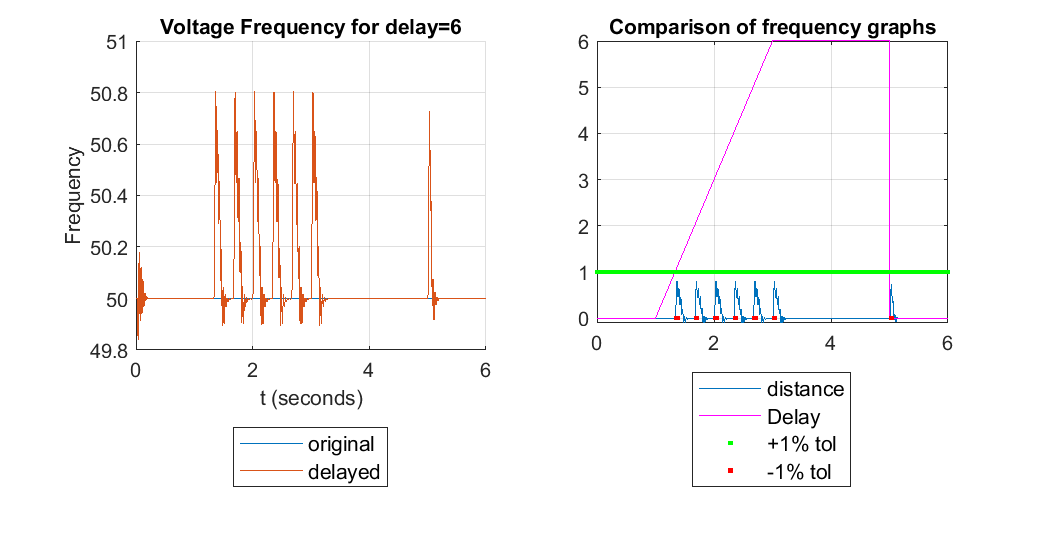 Voltage Frequency for delay=6
51
50.8
50.6
50.4
50.2
50
49.8
Frequency
0
2
4
6
t (seconds)
original
delayed
Comparison of frequency graphs
6
5
4
3
2
1
0
0
2
4
6
distance
Delay
+1% tol
-1% tol